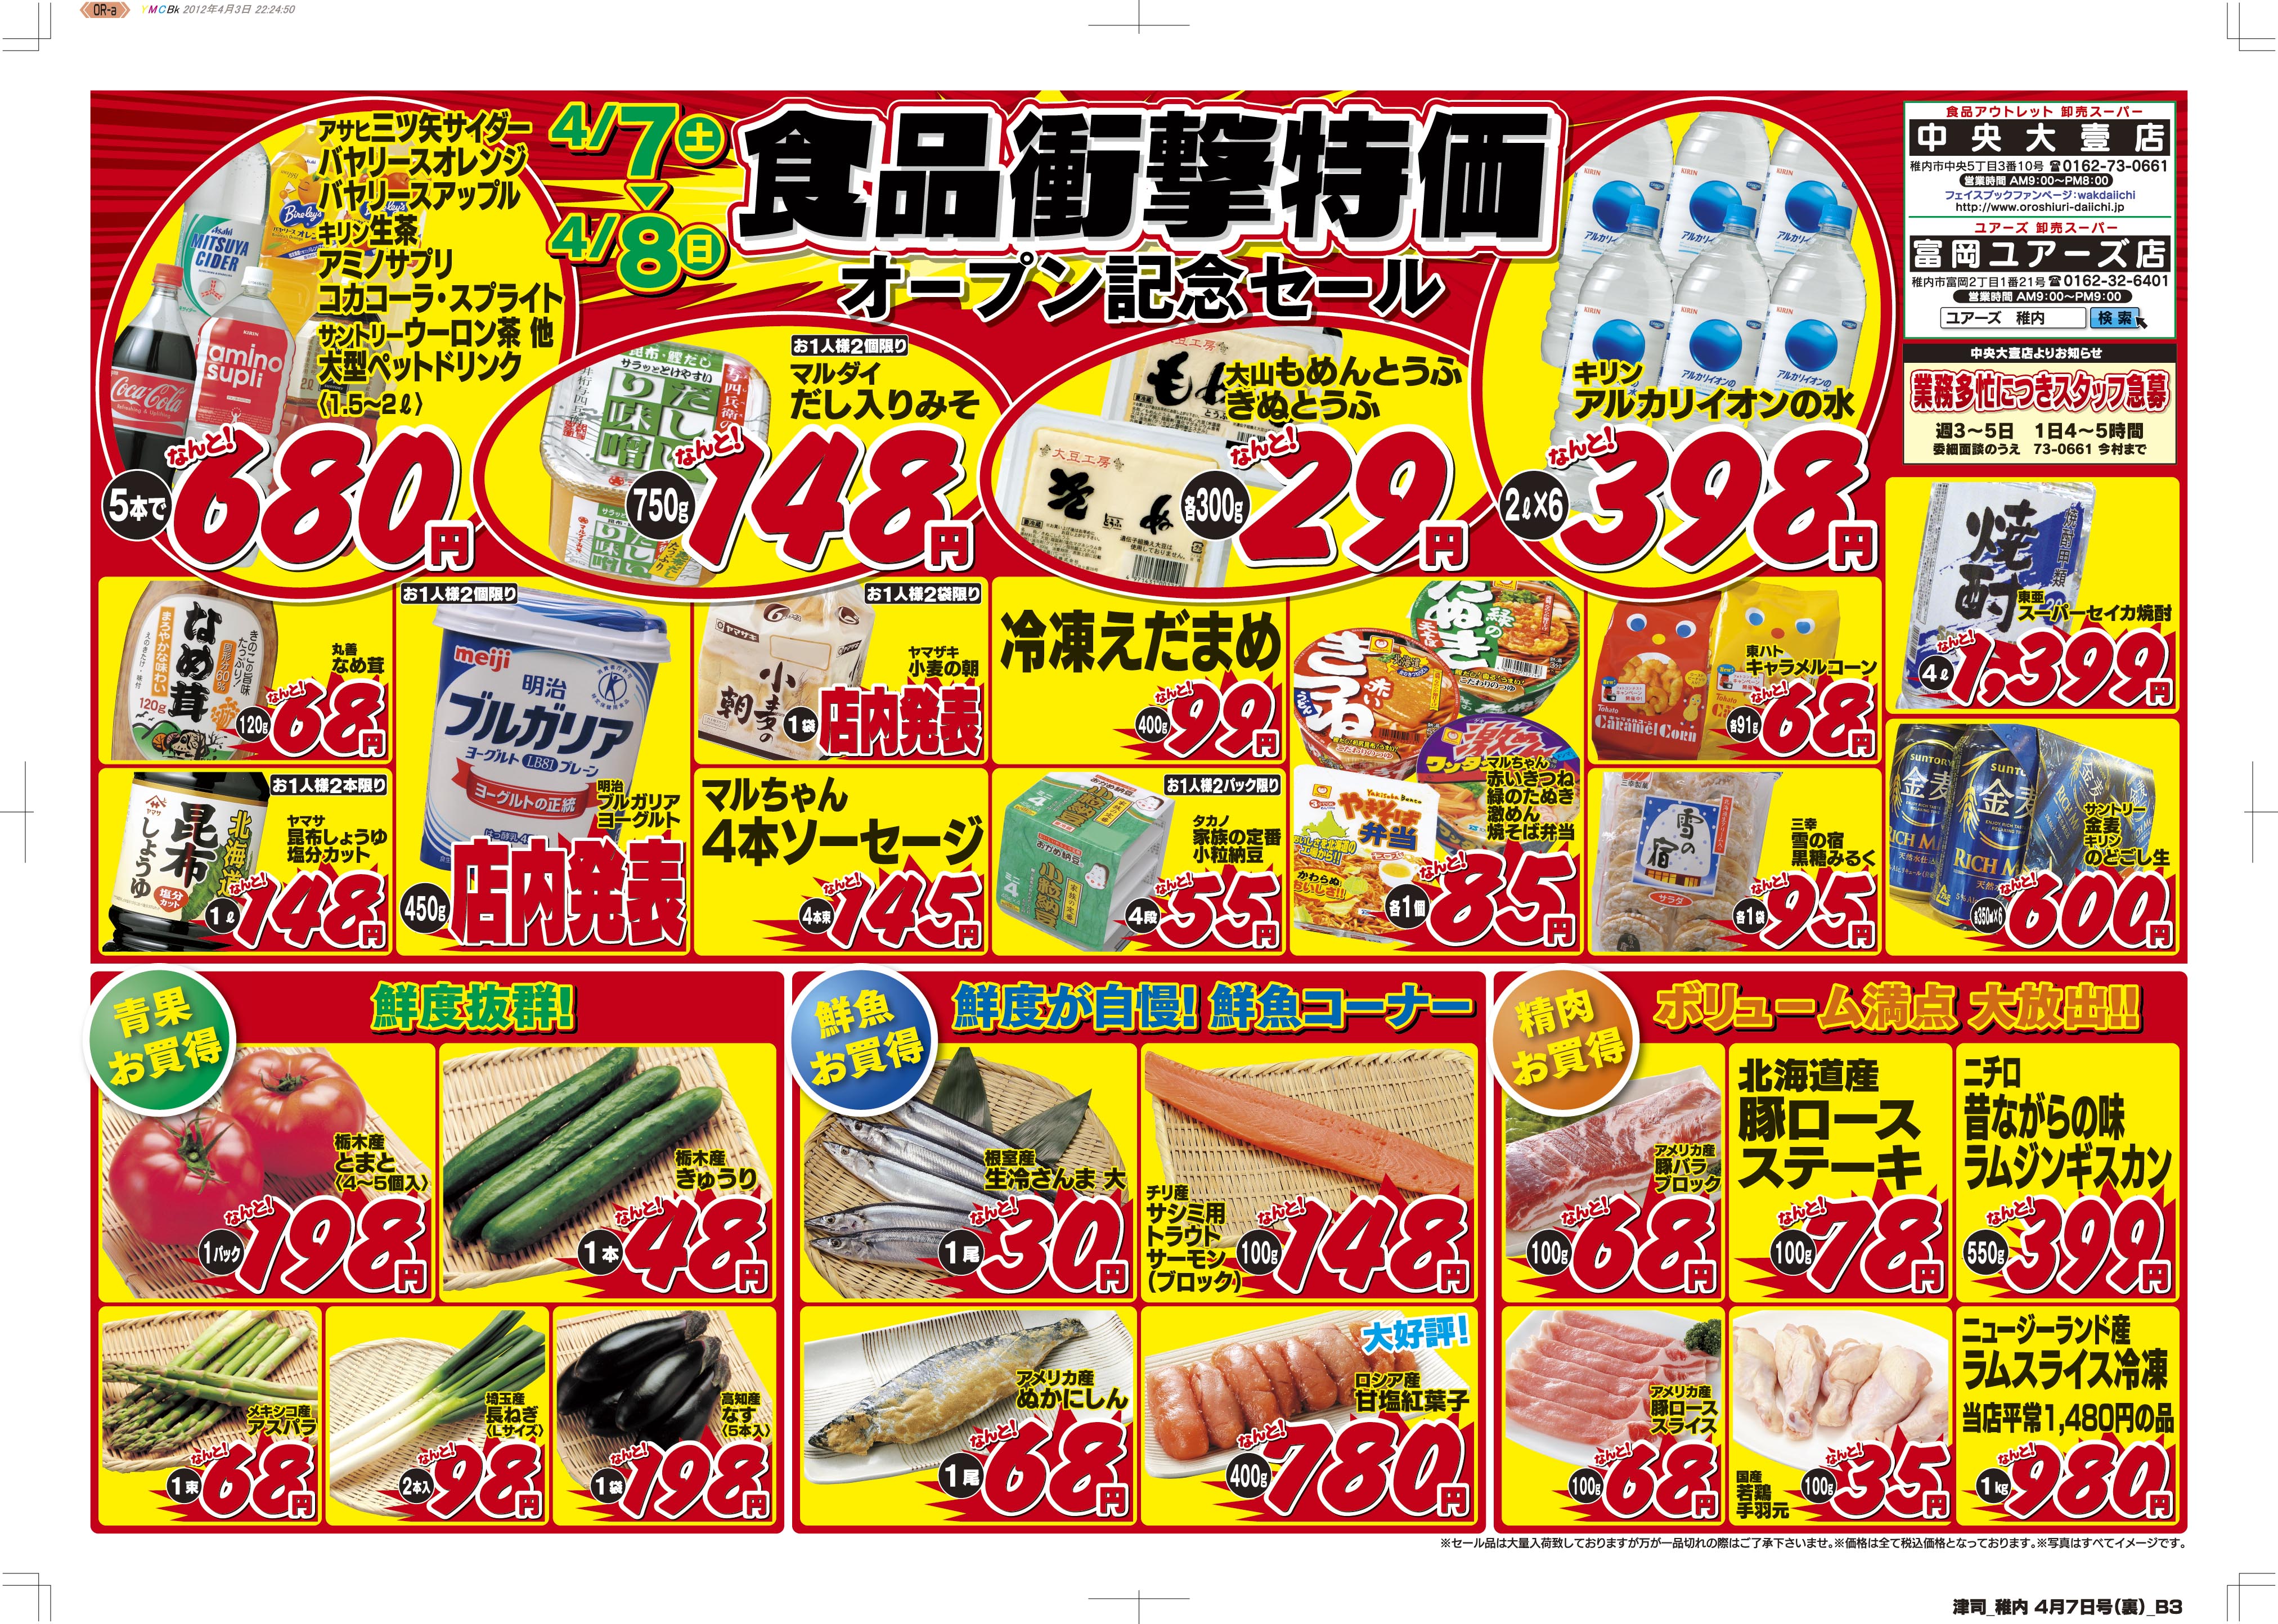 OR-a
YMCBk 2012年4月3日 22:24:50
4/7土
4/8日
食品衝撃特価
オープン記念セール
アサヒ三ツ矢サイダー
バヤリースオレンジ
バヤリースアップル
キリン生茶
アミノサプリ
コカコーラ・スプライト
サントリーウーロン茶 他
大型ペットドリンク
〈1.5〜2ℓ〉
なんと!
5本で
680円
お1人様2個限り
マルダイ
だし入りみそ
なんと!
750g
148円
大山もめんとうふ
きぬとうふ
なんと!
各300g
29円
キリン
アルカリイオンの水
なんと!
2ℓ×6
398円
食品アウトレット 卸売スーパー
中央大壹店
稚内市中央5丁目3番10号 ☎0162-73-0661
営業時間 AM9:00〜PM8:00
フェイスブックファンページ:wakdaiichi
http://www.oroshiuri-daiichi.jp
ユアーズ 卸売スーパー
富岡ユアーズ店
稚内市富岡2丁目1番21号 ☎0162-32-6401
営業時間 AM9:00〜PM9:00
ユアーズ 稚内 検索
中央大壹店よりお知らせ
業務多忙につきスタッフ急募
週3〜5日 1日4〜5時間
委細面談のうえ 73-0661 今村まで
東亜
スーパーセイカ焼酎
なんと!
4ℓ
1,399円
丸善
なめ茸
なんと!
120g
68円
お1人様2個限り
meiji
明治
ブルガリア
ヨーグルト LB81 プレーン
ヨーグルトの正統
明治
ブルガリア
ヨーグルト
450g
店内発表
お1人様2袋限り
ヤマザキ
小麦の朝
1袋
店内発表
冷凍えだまめ
なんと!
400g
99円
マルちゃん
赤いきつね
緑のたぬき
激めん
焼そば弁当
なんと!
各1個
85円
東ハト
キャラメルコーン
なんと!
各91g
68円
お1人様2本限り
ヤマサ
昆布しょうゆ
塩分カット
なんと!
1ℓ
148円
マルちゃん
4本ソーセージ
なんと!
4本束
145円
お1人様2パック限り
タカノ
家族の定番
小粒納豆
なんと!
4段
55円
三幸
雪の宿
黒糖みるく
なんと!
各1袋
95円
サントリー
金麦
キリン
のどごし生
なんと!
各350ml×6
600円
青果
お買得
鮮度抜群!
栃木産
とまと
〈4〜5個入〉
なんと!
1パック
198円
栃木産
きゅうり
なんと!
1本
48円
メキシコ産
アスパラ
なんと!
1束
68円
埼玉産
長ねぎ
〈Lサイズ〉
なんと!
2本入
98円
高知産
なす
〈5本入〉
なんと!
1袋
198円
鮮魚
お買得
鮮度が自慢!鮮魚コーナー
根室産
生冷さんま 大
なんと!
1尾
30円
チリ産
サシミ用
トラウト
サーモン
(ブロック)
なんと!
100g
148円
アメリカ産
ぬかにしん
なんと!
1尾
68円
大好評!
ロシア産
甘塩紅葉子
なんと!
400g
780円
精肉
お買得
ボリューム満点 大放出!!
アメリカ産
豚バラ
ブロック
なんと!
100g
68円
北海道産
豚ロース
ステーキ
なんと!
100g
78円
ニチロ
昔ながらの味
ラムジンギスカン
なんと!
550g
399円
アメリカ産
豚ロース
スライス
なんと!
100g
68円
国産
若鶏
手羽元
なんと!
100g
35円
ニュージーランド産
ラムスライス冷凍
当店平常1,480円の品
なんと!
1kg
980円
※セール品は大量入荷致しておりますが万が一品切れの際はご了承下さいませ。※価格は全て税込価格となっております。※写真はすべてイメージです。
津司_稚内 4月7日号(裏)_B3